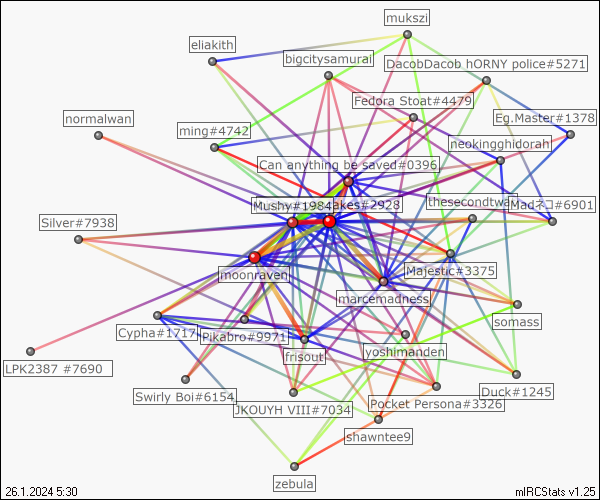 mukszi
eliakith
bigcitysamurai
DacobDacob hORNY police#5271
Fedora Stoat#4479
normalwan
Eg.Master#1378
ming#4742
neokingghidorah
Can anything be saved#0396
Mushy#1984
akes#2928
thesecondtwa
Madネコ#6901
Silver#7938
moonraven
Majestic#3375
marcemadness
somass
Cypha#1717
Pikabro#9971
frisout
yoshimanden
LPK2387 #7690
Swirly Boi#6154
JKOUYH VIII#7034
Pocket Persona#3326
Duck#1245
shawntee9
zebula
26.1.2024 5:30
mIRCStats v1.25